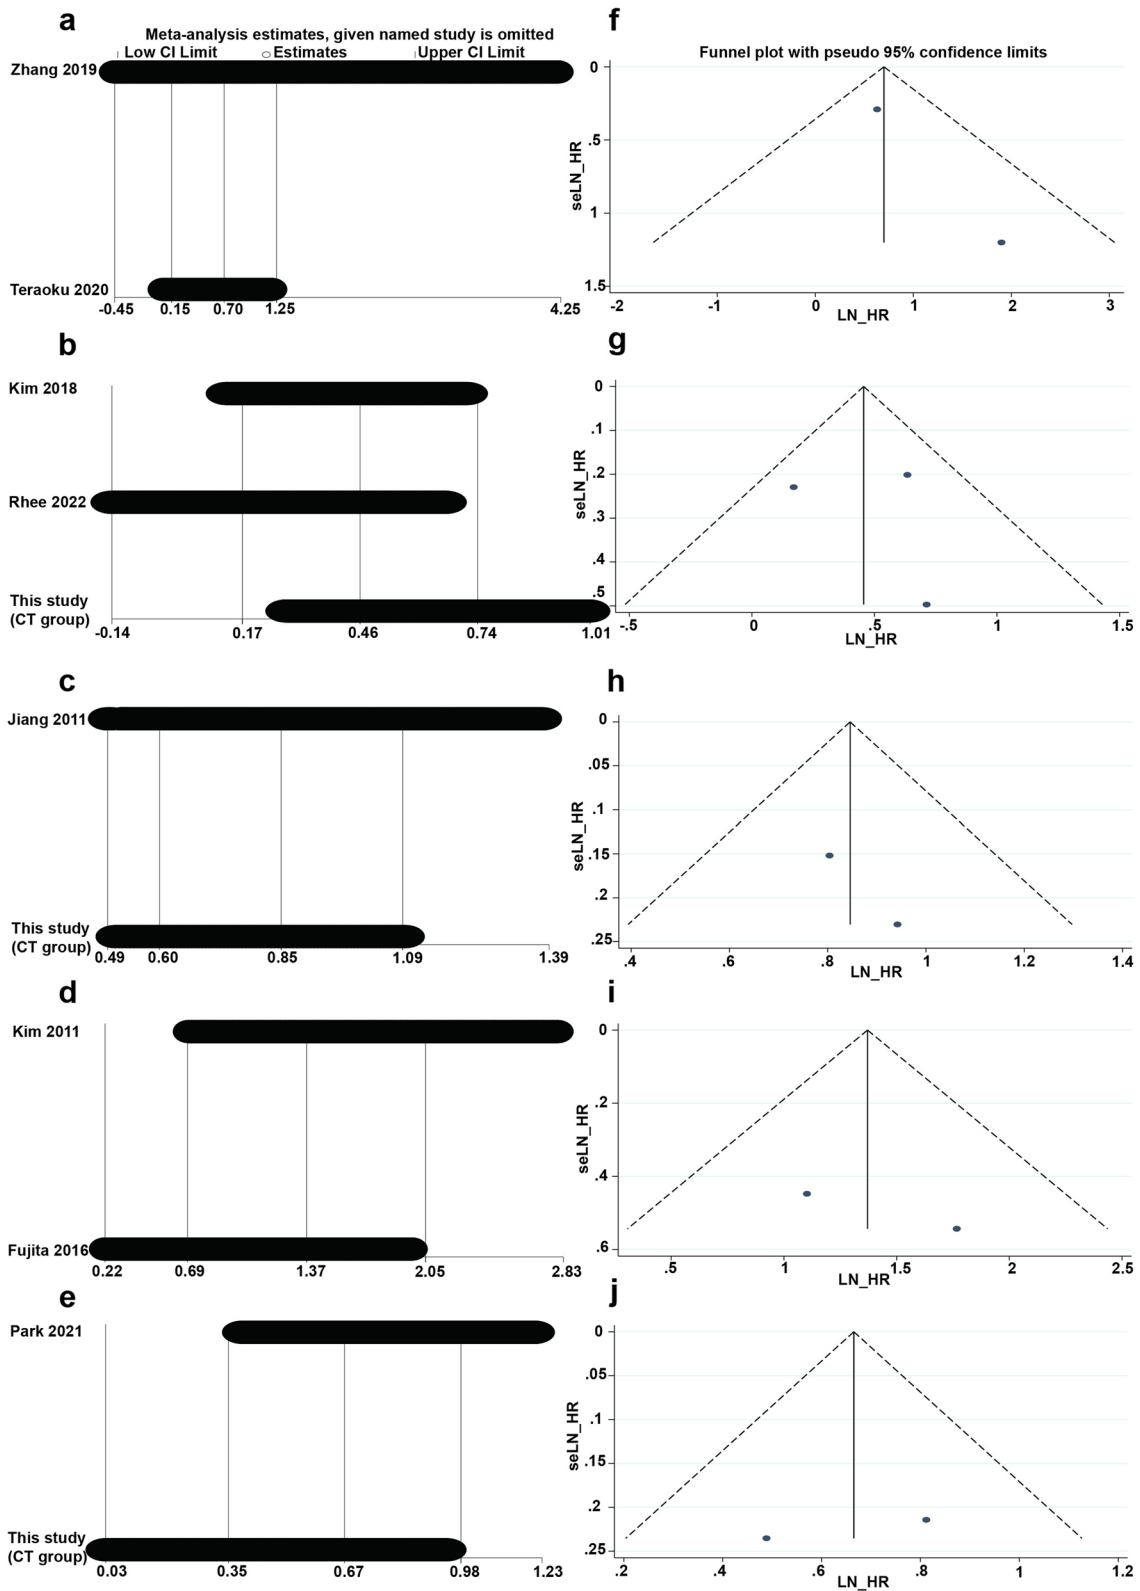 a
Meta-analysis estimates, given named study is omitted
Low CI Limit Estimates Upper CI Limit
Zhang 2019
Teraoku 2020
-0.45 0.15 0.70 1.25 4.25
f
Funnel plot with pseudo 95% confidence limits
0
.5
1
1.5
seLN_HR
-2 -1 0 1 2 3
LN_HR
b
Kim 2018
Rhee 2022
This study
(CT group)
-0.14 0.17 0.46 0.74 1.01
g
0
.1
.2
.3
.4
.5
seLN_HR
-.5 0 .5 1 1.5
LN_HR
c
Jiang 2011
This study
(CT group)
0.49 0.60 0.85 1.09 1.39
h
0
.05
.1
.15
.2
.25
seLN_HR
.4 .6 .8 1 1.2 1.4
LN_HR
d
Kim 2011
Fujita 2016
0.22 0.69 1.37 2.05 2.83
i
0
.2
.4
.6
seLN_HR
.5 1 1.5 2 2.5
LN_HR
e
Park 2021
This study
(CT group)
0.03 0.35 0.67 0.98 1.23
j
0
.05
.1
.15
.2
.25
seLN_HR
.2 .4 .6 .8 1 1.2
LN_HR